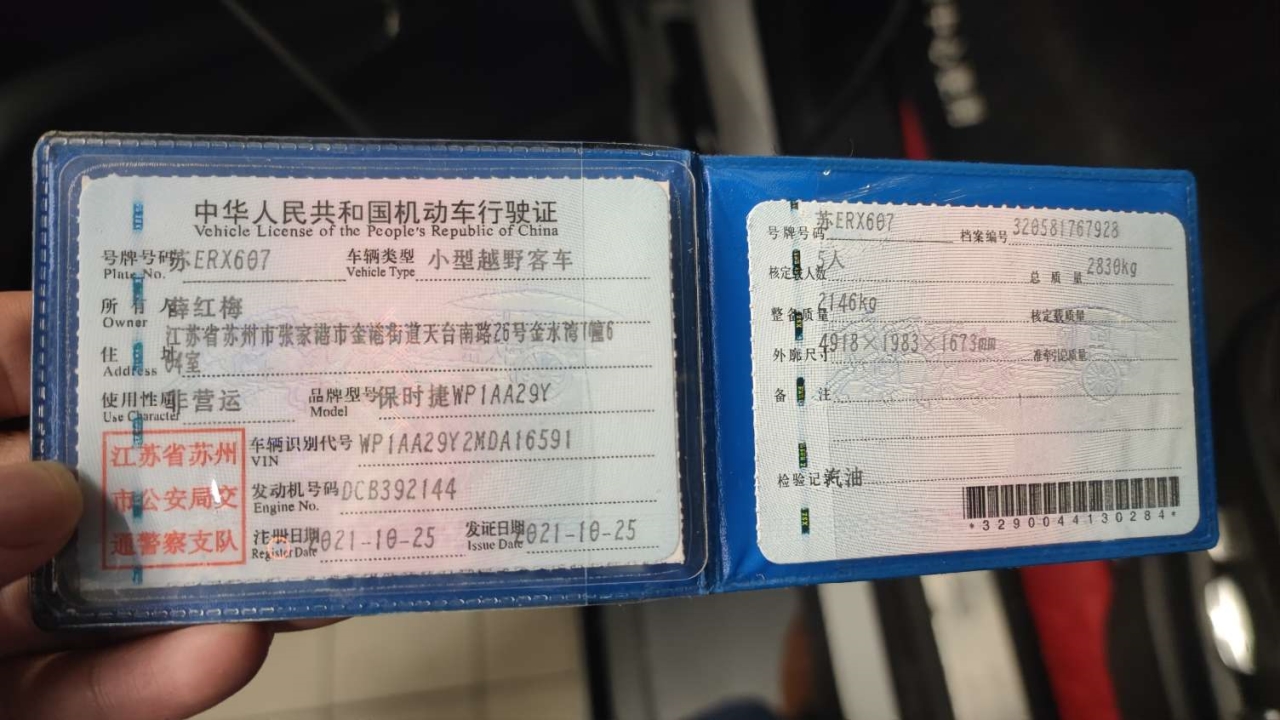 中华人民共和国机动车行驶证
Vehicle License of the People's Republic of China
号牌号码 苏ERX607 车辆类型 小型越野客车
Plate No. Vehicle Type
所有人 薛红梅
Owner
江苏省苏州市张家港市金港街道天台南路26号金水湾1幢6
住址 04室
Address
使用性质 非营运 品牌型号 保时捷WP1AA29Y
Use Character Model
江苏省苏州
市公安局交
通警察支队
车辆识别代号 WP1AA29Y2MDA16591
VIN
发动机号码 DCB392144
Engine No.
注册日期 2021-10-25 发证日期 2021-10-25
Register Date Issue Date
号牌号码 苏ERX607 档案编号 320581767928
核定载人数 5人 总质量 2830kg
整备质量 2146kg 核定载质量
外廓尺寸 4918×1983×1673 准牵引总质量
备注
检验记录 汽油
*3290044130284*